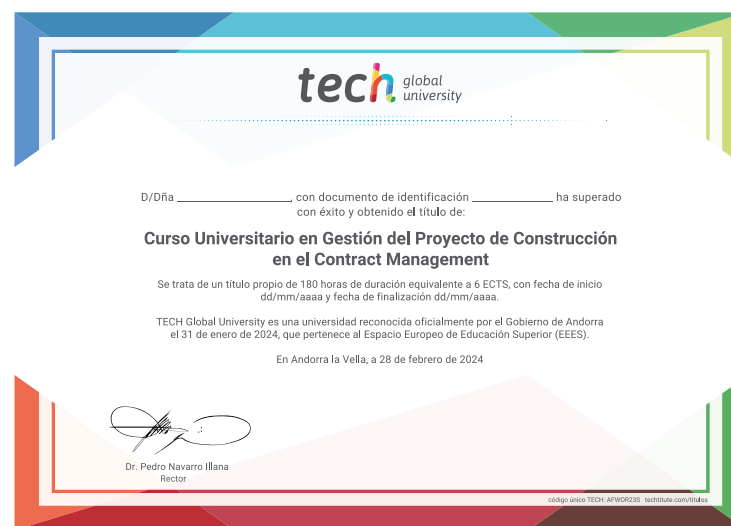 tech global university
D/Dña ____________________, con documento de identificación ______________ ha superado
con éxito y obtenido el título de:
Curso Universitario en Gestión del Proyecto de Construcción
en el Contract Management
Se trata de un título propio de 180 horas de duración equivalente a 6 ECTS, con fecha de inicio
dd/mm/aaaa y fecha de finalización dd/mm/aaaa.
TECH Global University es una universidad reconocida oficialmente por el Gobierno de Andorra
el 31 de enero de 2024, que pertenece al Espacio Europeo de Educación Superior (EEES).
En Andorra la Vella, a 28 de febrero de 2024
Dr. Pedro Navarro Illana
Rector
código único TECH: AFWOR23S techtitute.com/titulos